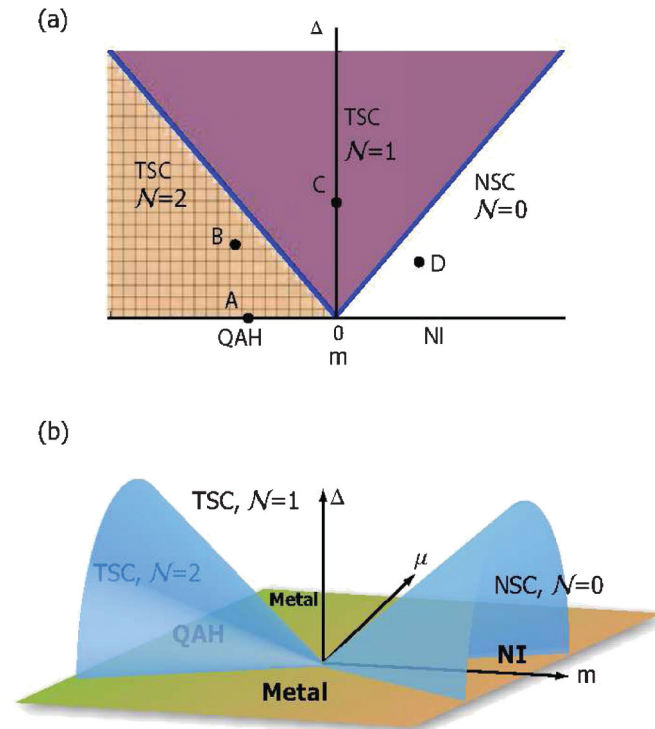 (a)
Δ
TSC
𝒩=1
TSC
𝒩=2
NSC
𝒩=0
C
B
D
A
QAH
0
NI
m
(b)
TSC, 𝒩=1
Δ
μ
TSC, 𝒩=2
Metal
NSC, 𝒩=0
QAH
NI
m
Metal